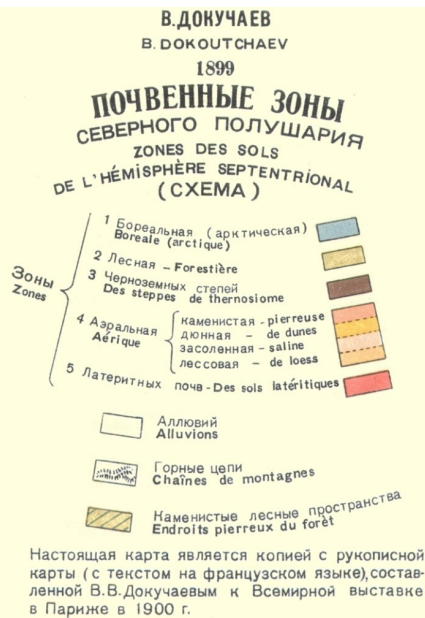 В.ДОКУЧАЕВ
B. DOKOUTCHAEV
1899
ПОЧВЕННЫЕ ЗОНЫ
СЕВЕРНОГО ПОЛУШАРИЯ
ZONES DES SOLS
DE L'HÉMISPHÈRE SEPTENTRIONAL
(СХЕМА)
Зоны
Zones
1 Бореальная (арктическая)
Boreale (arctique)
2 Лесная - Forestière
3 Черноземных степей
Des steppes de thernosiome
4 Аэральная
Aérique
каменистая - pierreuse
дюнная - de dunes
засоленная - saline
лессовая - de loess
5 Латеритных почв - Des sols latéritiques
Аллювий
Alluvions
Горные цепи
Chaînes de montagnes
Каменистые лесные пространства
Endroits pierreux du forèt
Настоящая карта является копией с рукописной
карты (с текстом на французском языке), состав-
ленной В.В.Докучаевым к Всемирной выставке
в Париже в 1900 г.